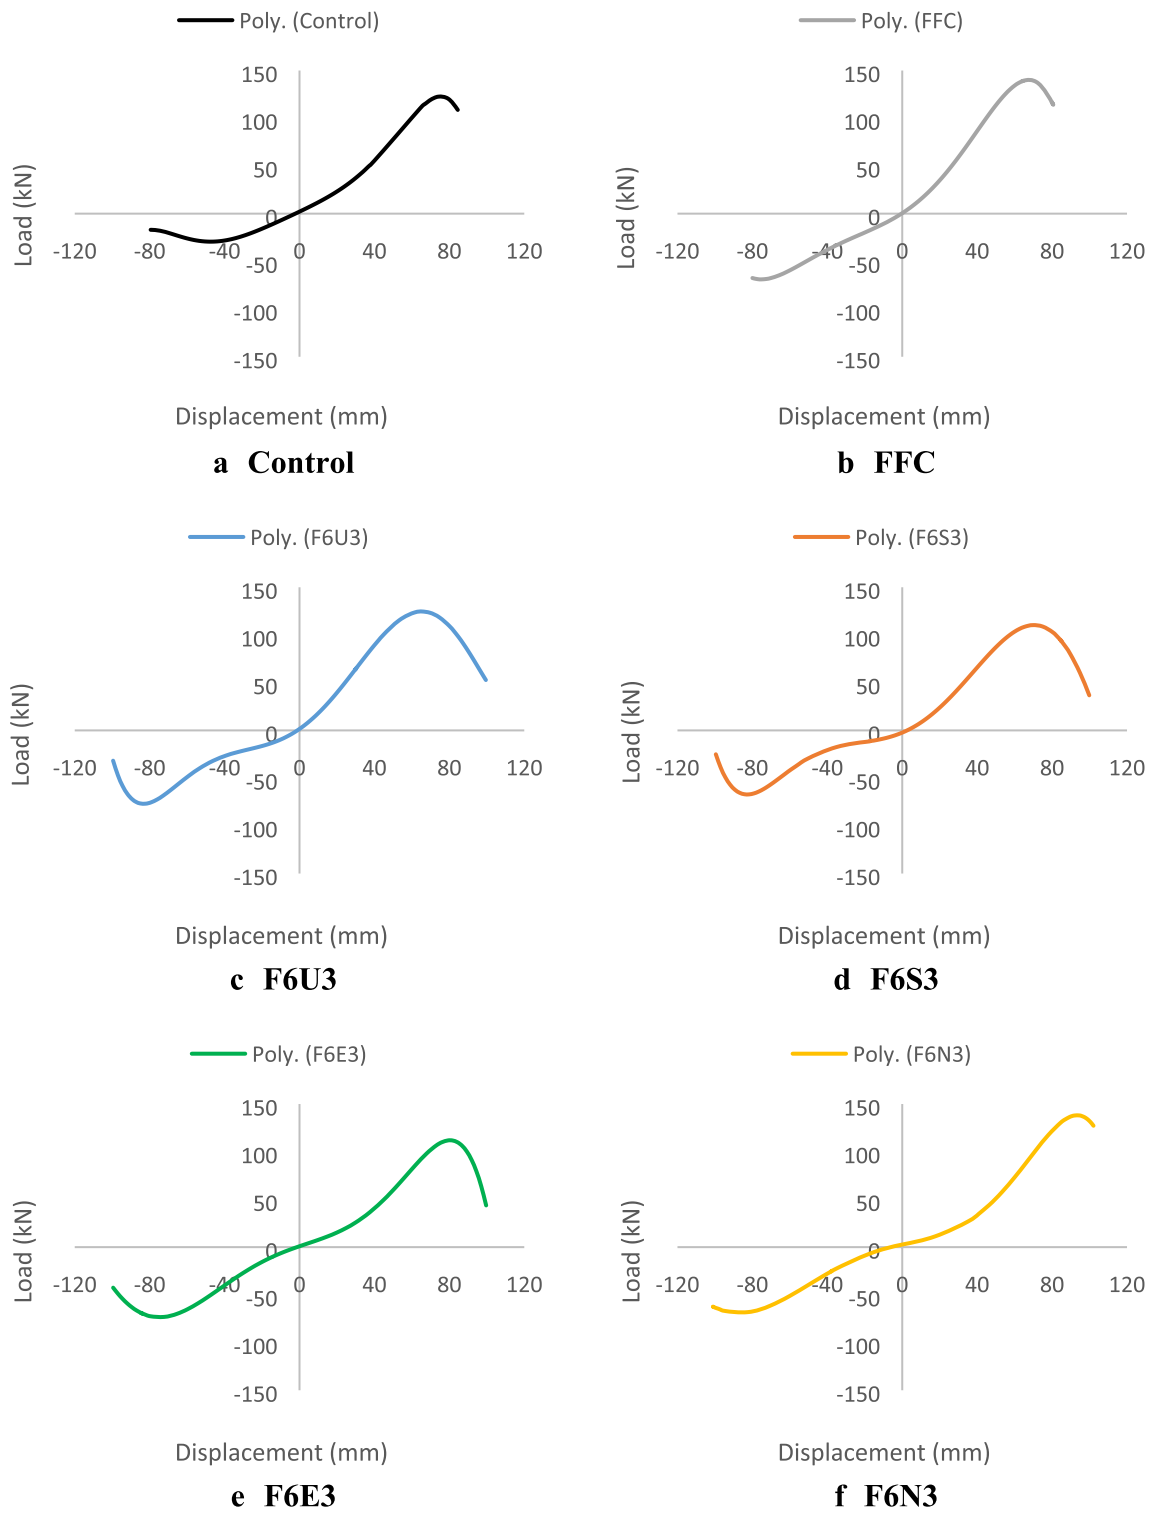 Poly. (Control)
150
100
50
0
-50
-100
-150
-120 -80 -40 0 40 80 120
Load (kN)
Displacement (mm)
a Control
Poly. (FFC)
150
100
50
0
-50
-100
-150
-120 -80 -40 0 40 80 120
Load (kN)
Displacement (mm)
b FFC
Poly. (F6U3)
150
100
50
0
-50
-100
-150
-120 -80 -40 0 40 80 120
Load (kN)
Displacement (mm)
c F6U3
Poly. (F6S3)
150
100
50
0
-50
-100
-150
-120 -80 -40 0 40 80 120
Load (kN)
Displacement (mm)
d F6S3
Poly. (F6E3)
150
100
50
0
-50
-100
-150
-120 -80 -40 0 40 80 120
Load (kN)
Displacement (mm)
e F6E3
Poly. (F6N3)
150
100
50
0
-50
-100
-150
-120 -80 -40 0 40 80 120
Load (kN)
Displacement (mm)
f F6N3